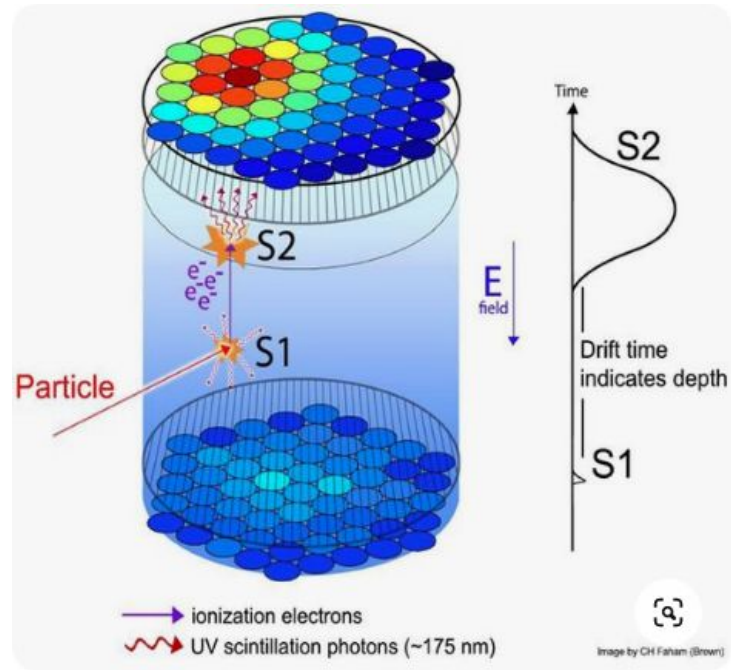 Time
S2
S2
e-
e-
e-
e-
E
field
Drift time
indicates depth
S1
Particle
S1
ionization electrons
UV scintillation photons (~175 nm)
Image by CH Faham (Brown)